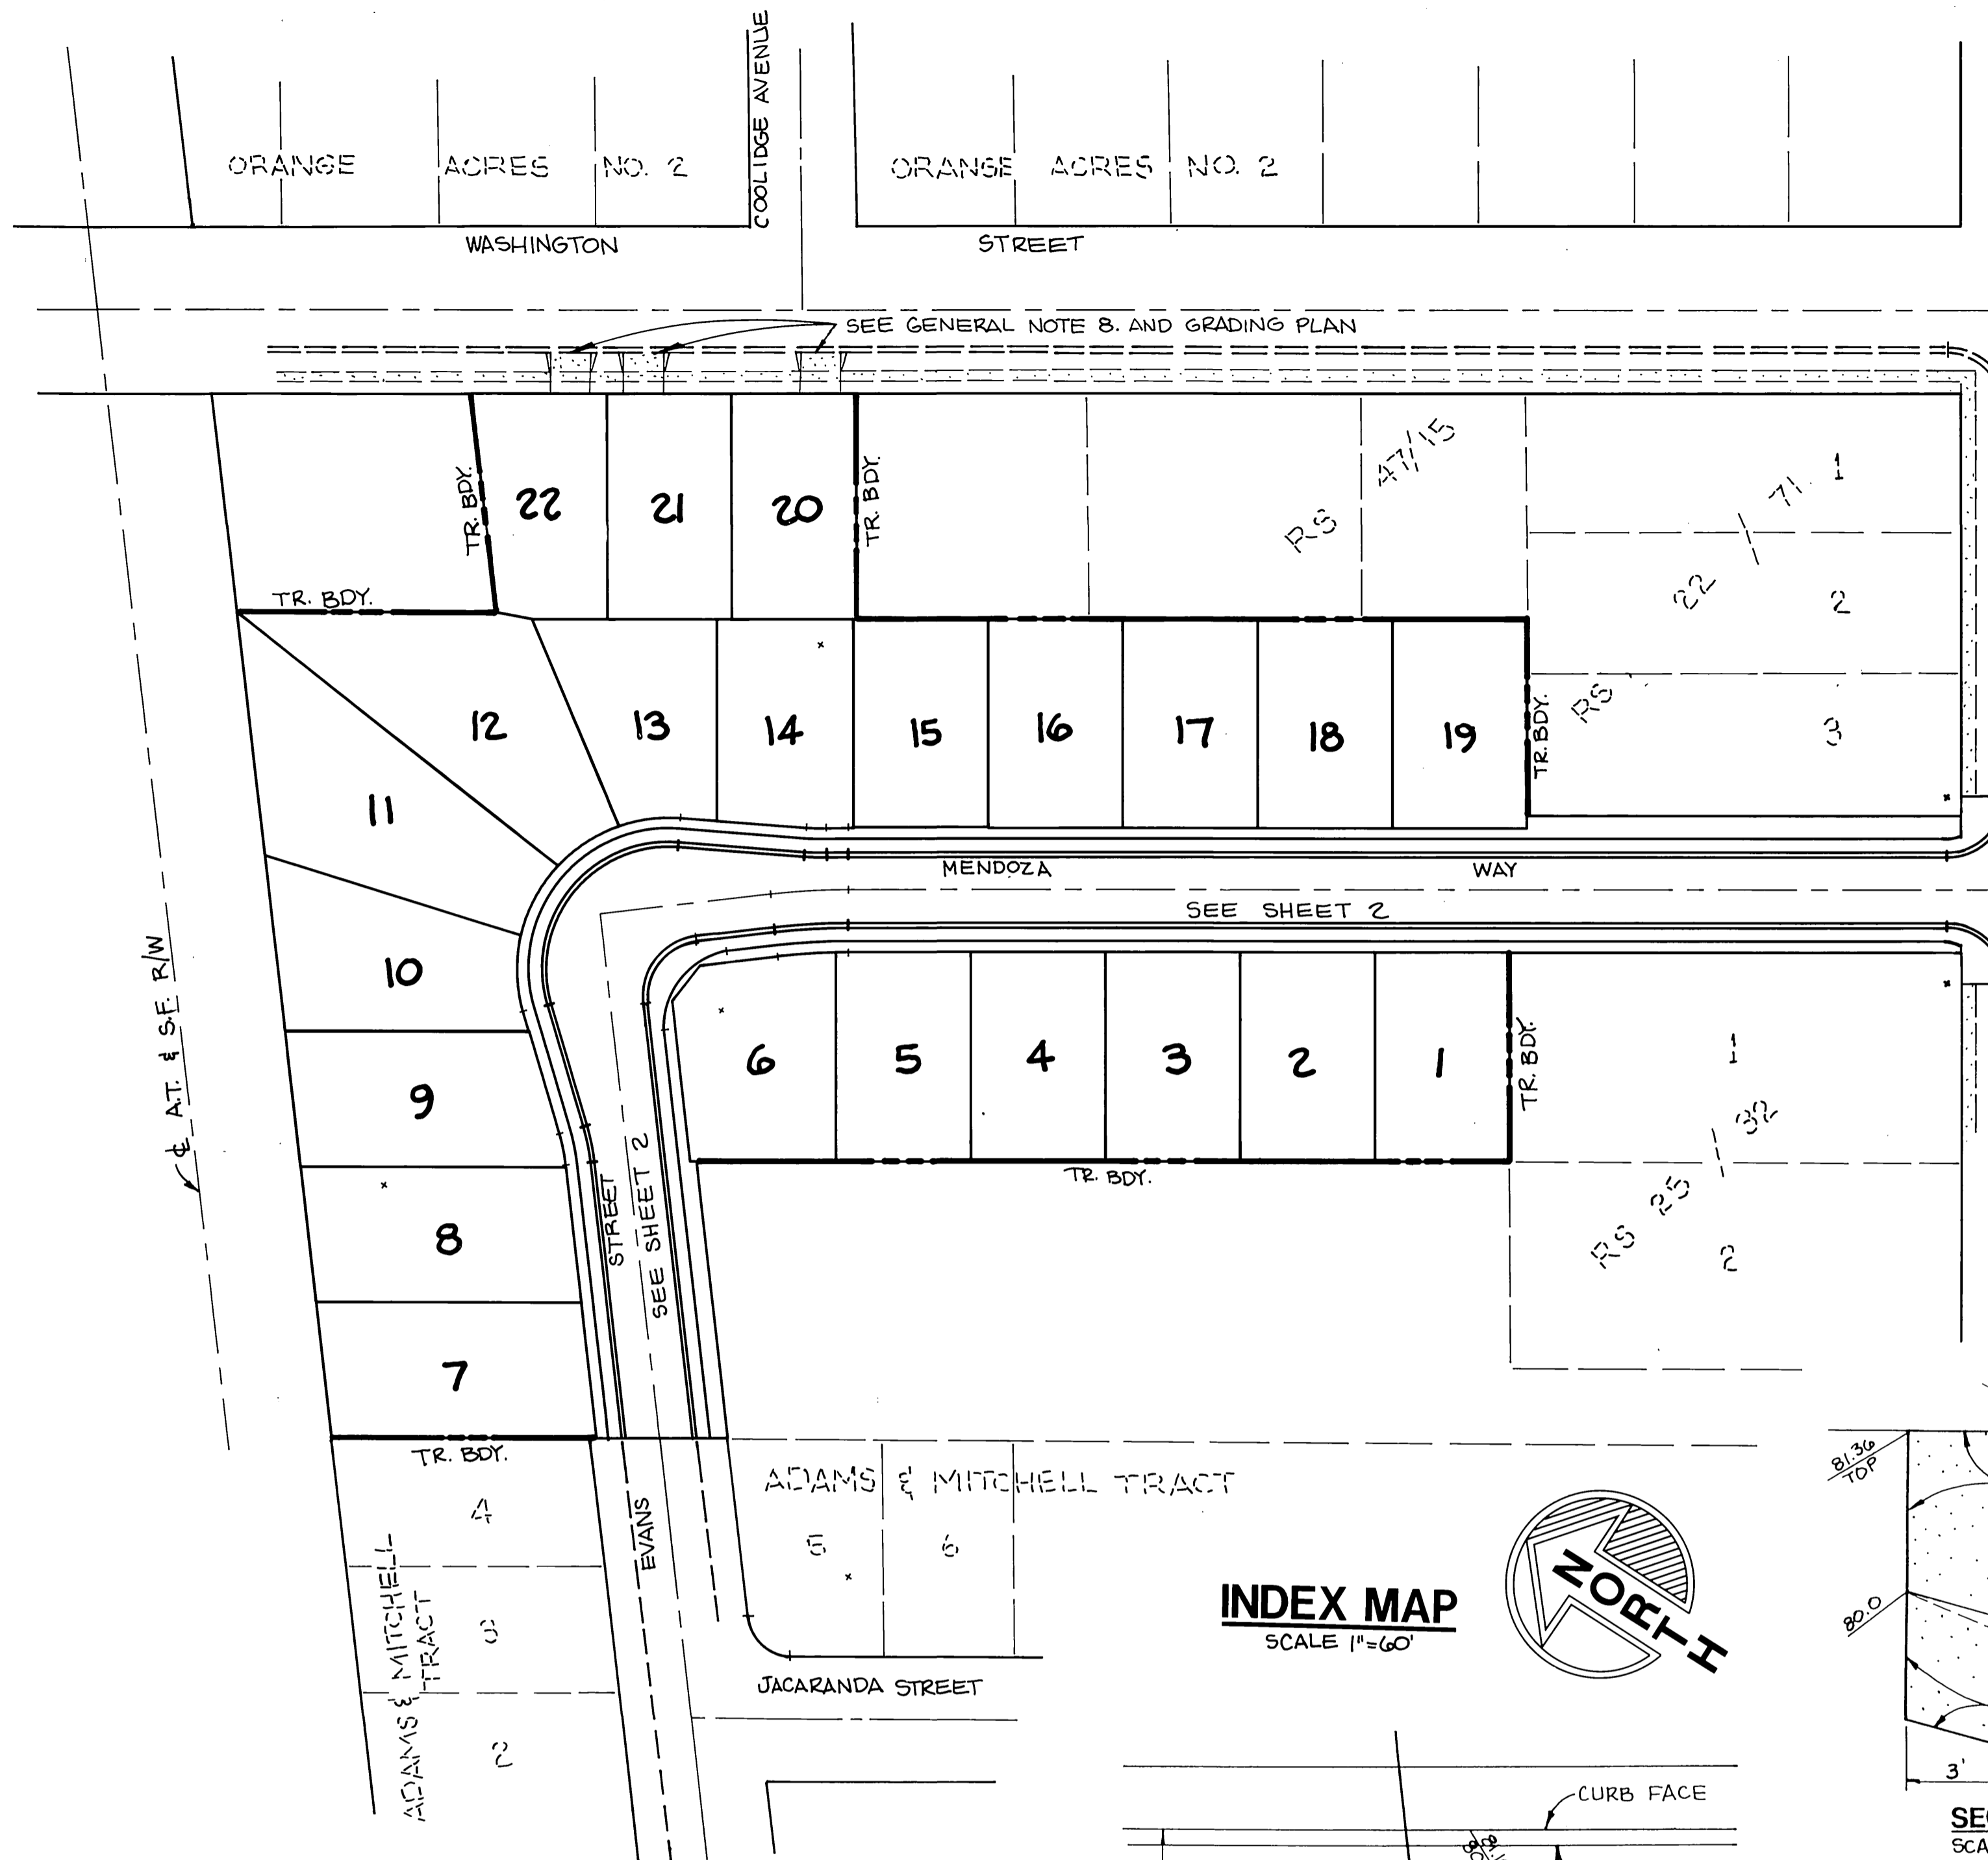 COOLIDGE AVENUE
ORANGE ACRES NO. 2
ORANGE ACRES NO. 2
WASHINGTON STREET
SEE GENERAL NOTE 8. AND GRADING PLAN
TR. BDY.
22
21
20
TR. BDY.
RS 47/15
RS 22 / 71
1
2
3
TR. BDY.
12
13
14
15
16
17
18
19
TR. BDY.
11
MENDOZA WAY
SEE SHEET 2
10
℄ A.T. & S.F. R/W
6
5
4
3
2
1
TR. BDY.
9
TR. BDY.
RS 25 / 32
1
2
8
STREET
SEE SHEET 2
7
TR. BDY.
EVANS
ADAMS & MITCHELL TRACT
5
6
4
3
2
ADAMS & MITCHELL
TRACT
JACARANDA STREET
INDEX MAP
SCALE 1"=60'
NORTH
81.36
TOP
80.0
3'
CURB FACE